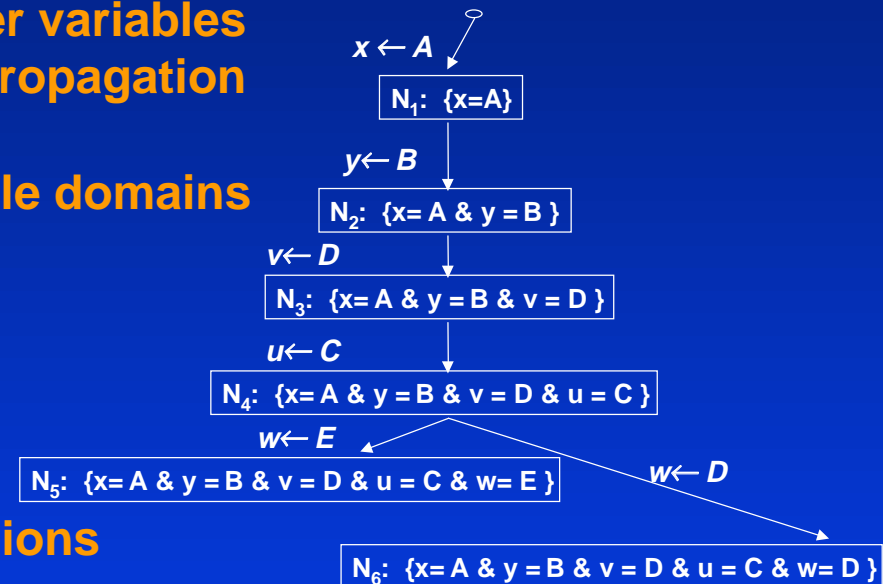 er variables
ropagation
le domains
ions
x ← A
N₁: {x=A}
y← B
N₂: {x= A & y = B }
v← D
N₃: {x= A & y = B & v = D }
u← C
N₄: {x= A & y = B & v = D & u = C }
w← E
w← D
N₅: {x= A & y = B & v = D & u = C & w= E }
N₆: {x= A & y = B & v = D & u = C & w= D }